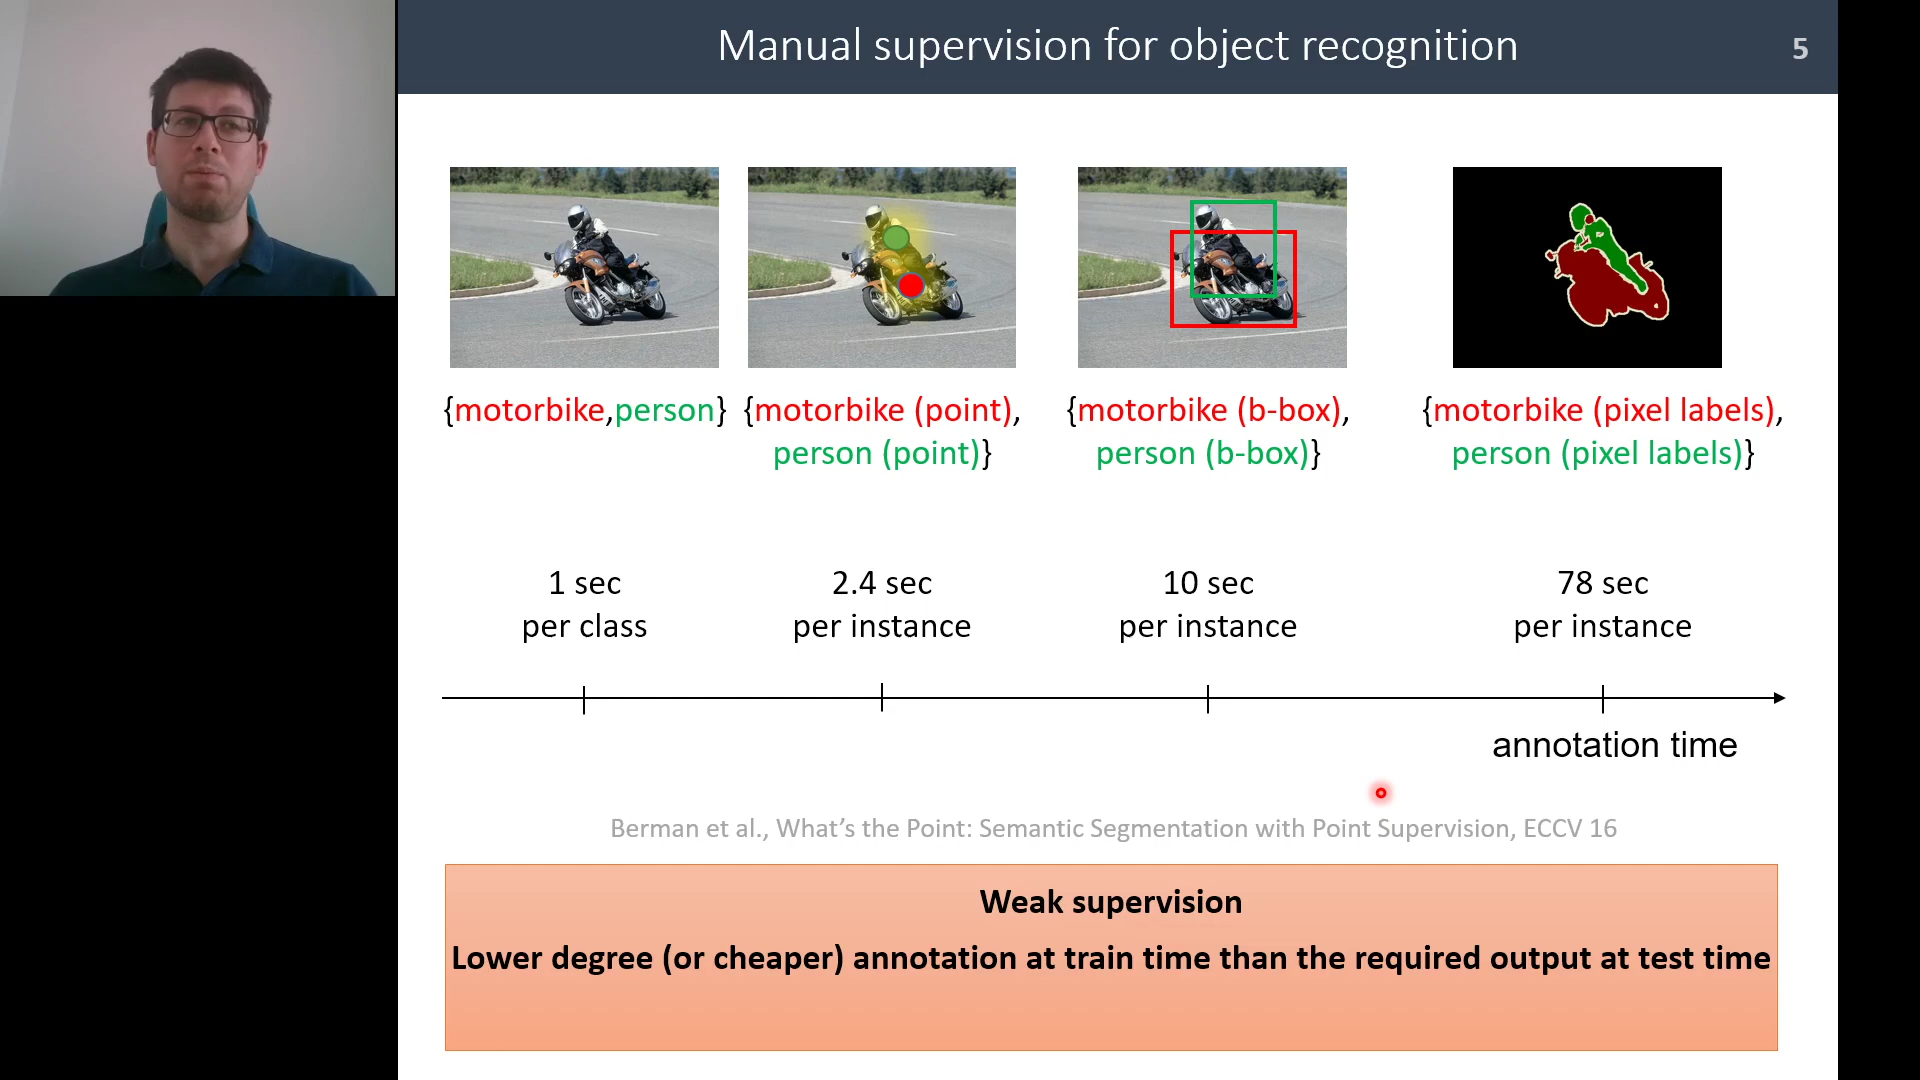 Manual supervision for object recognition
5
{motorbike,person}
{motorbike (point),
person (point)}
{motorbike (b-box),
person (b-box)}
{motorbike (pixel labels),
person (pixel labels)}
1 sec
per class
2.4 sec
per instance
10 sec
per instance
78 sec
per instance
annotation time
Berman et al., What's the Point: Semantic Segmentation with Point Supervision, ECCV 16
Weak supervision
Lower degree (or cheaper) annotation at train time than the required output at test time